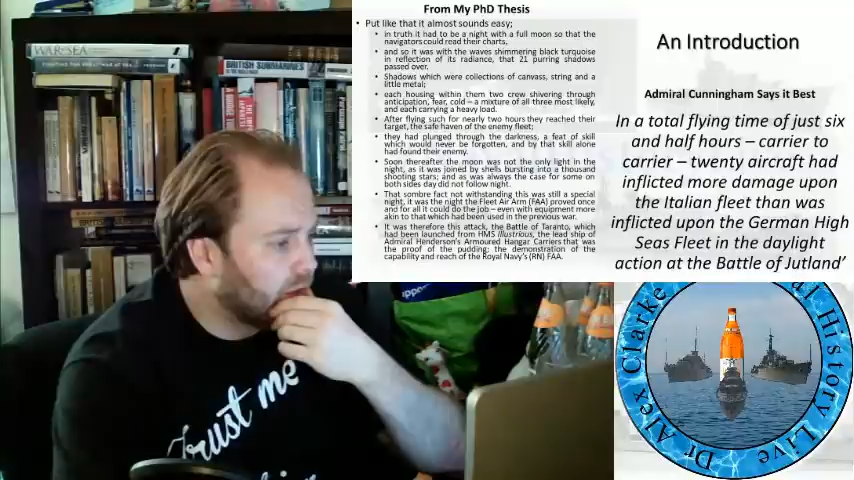 From My PhD Thesis
• Put like that it almost sounds easy;
• in truth it had to be a night with a full moon so that the
navigators could read their charts,
• and so it was with the waves shimmering black turquoise
in reflection of its radiance, that 21 purring shadows
passed over.
• Shadows which were collections of canvass, string and a
little metal;
• each housing within them two crew shivering through
anticipation, fear, cold – a mixture of all three most likely,
and each carrying a heavy load.
• After flying such for nearly two hours they reached their
target, the safe haven of the enemy fleet;
• they had plunged through the darkness, a feat of skill
which would never be forgotten, and by that skill alone
had found their enemy.
• Soon thereafter the moon was not the only light in the
night, as it was joined by shells bursting into a thousand
shooting stars; and as was always the case for some on
both sides day did not follow night.
• That sombre fact not withstanding this was still a special
night, it was the night the Fleet Air Arm (FAA) proved once
and for all it could do the job – even with equipment more
akin to that which had been used in the previous war.
• It was therefore this attack, the Battle of Taranto, which
had been launched from HMS Illustrious, the lead ship of
Admiral Henderson's Armoured Hangar Carriers that was
the proof of the pudding; the demonstration of the
capability and reach of the Royal Navy's (RN) FAA.
An Introduction
Admiral Cunningham Says it Best
In a total flying time of just six
and half hours – carrier to
carrier – twenty aircraft had
inflicted more damage upon
the Italian fleet than was
inflicted upon the German High
Seas Fleet in the daylight
action at the Battle of Jutland'
WAR AT SEA
BRITISH SUBMARINES
Trust me
Dr Alex Clarke
History Live